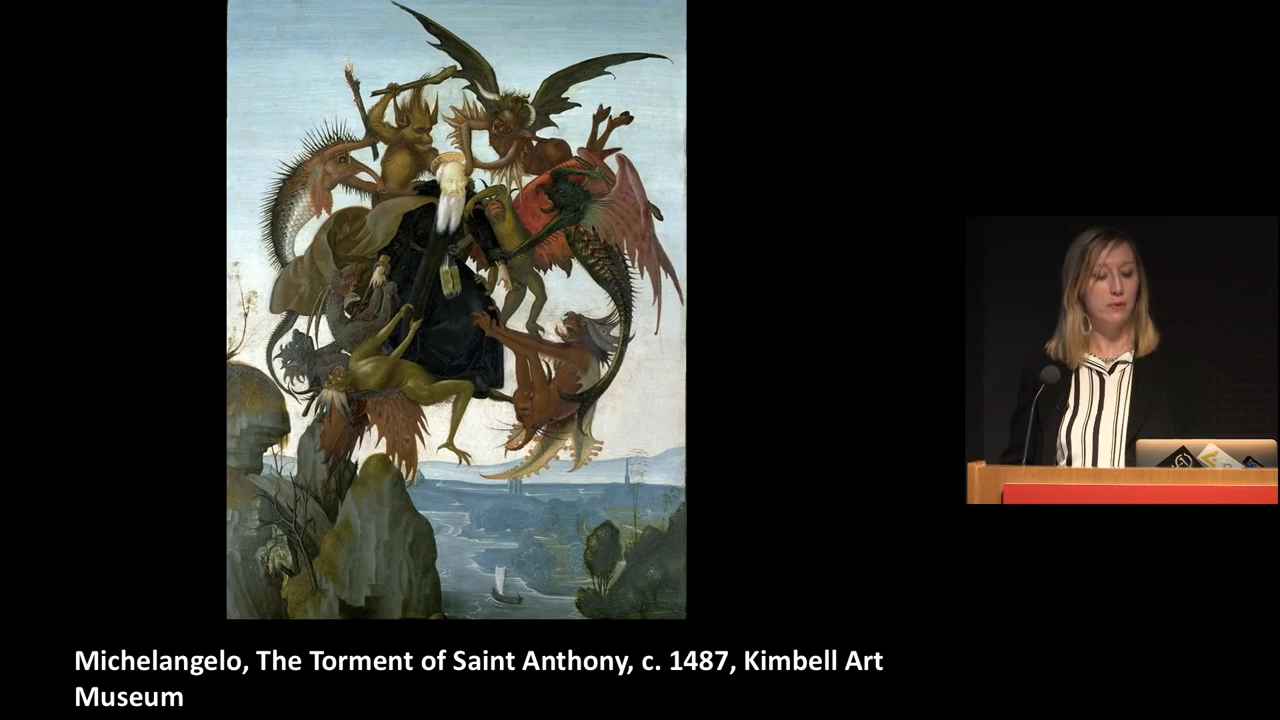 Michelangelo, The Torment of Saint Anthony, c. 1487, Kimbell Art
Museum